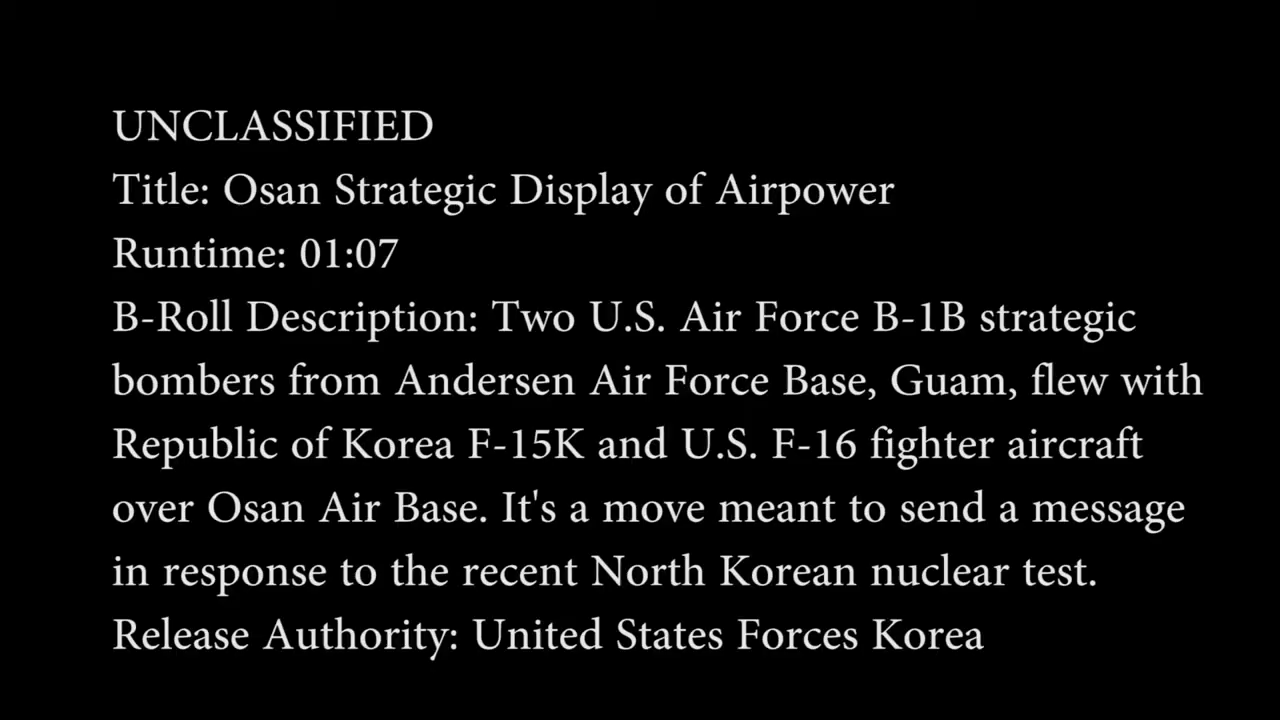 UNCLASSIFIED
Title: Osan Strategic Display of Airpower
Runtime: 01:07
B-Roll Description: Two U.S. Air Force B-1B strategic
bombers from Andersen Air Force Base, Guam, flew with
Republic of Korea F-15K and U.S. F-16 fighter aircraft
over Osan Air Base. It's a move meant to send a message
in response to the recent North Korean nuclear test.
Release Authority: United States Forces Korea